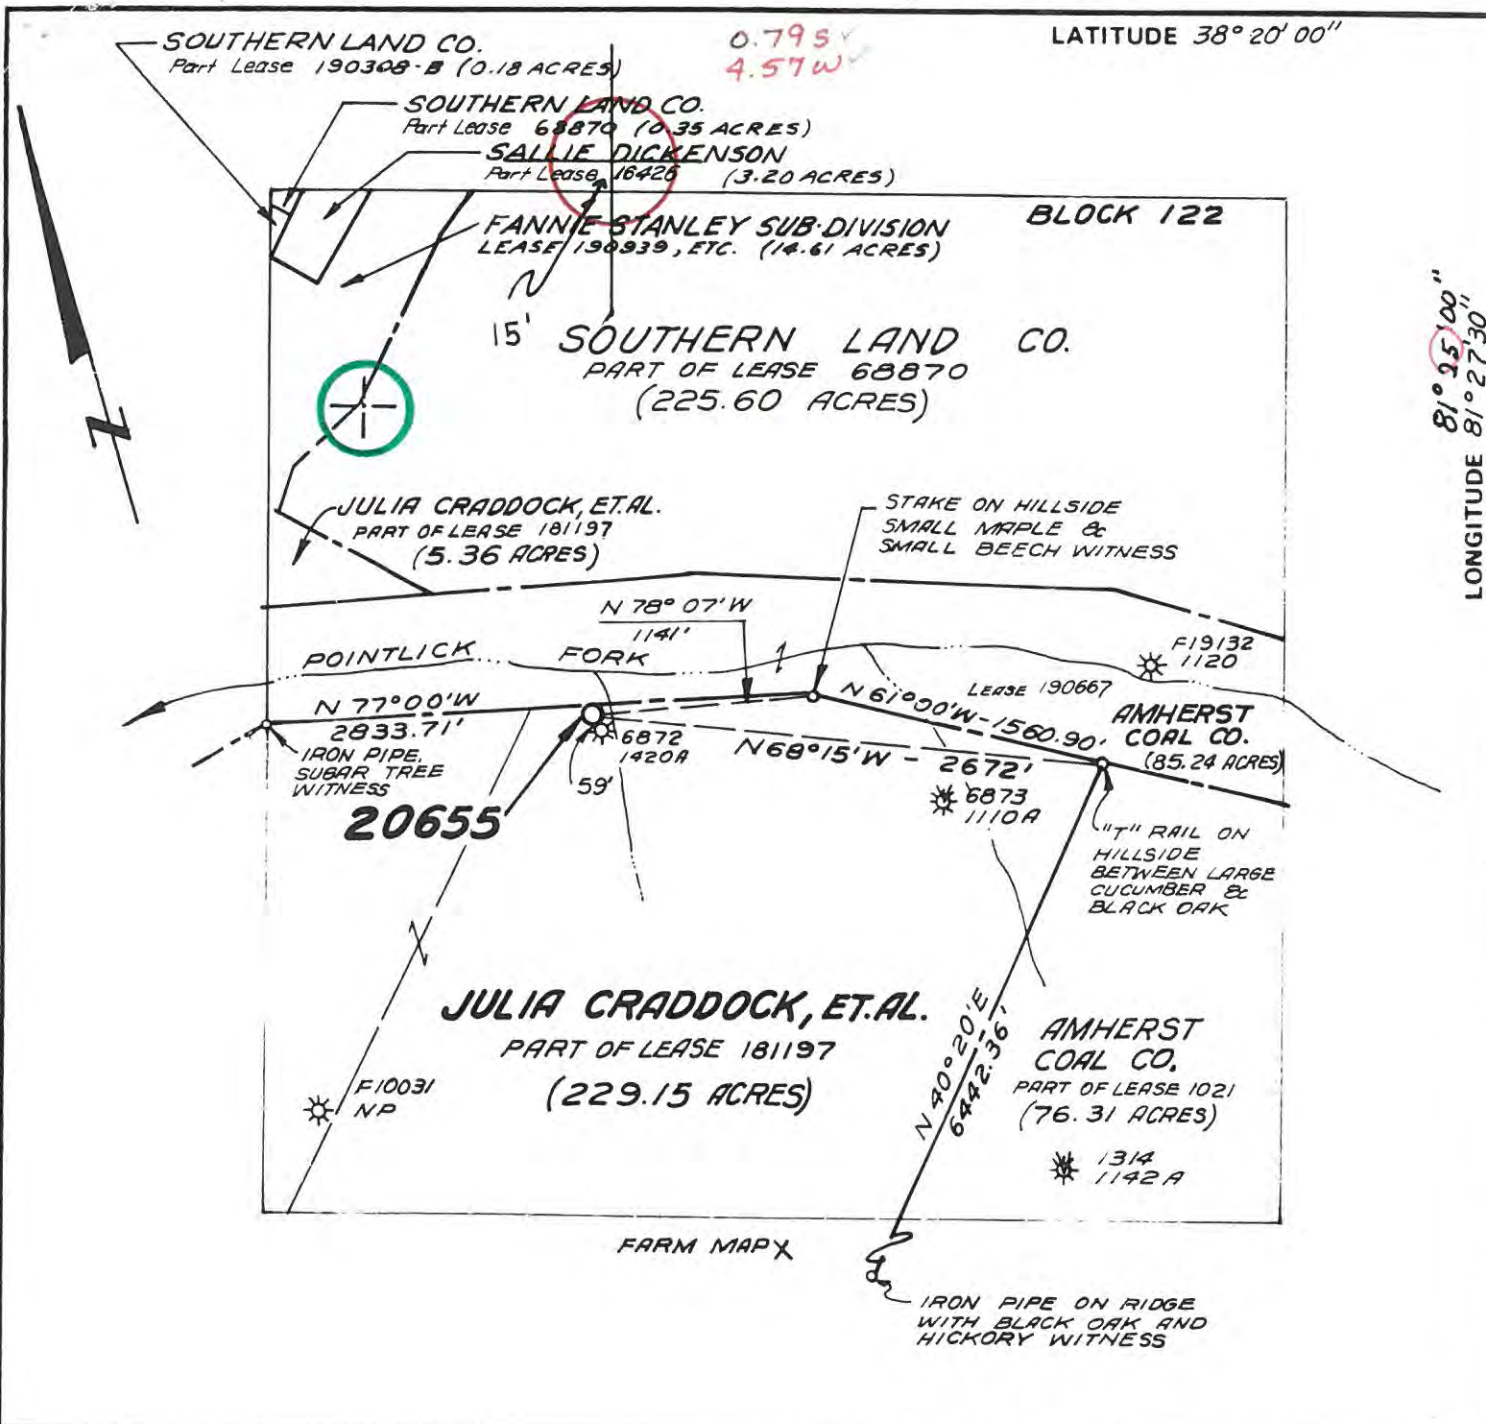 SOUTHERN LAND CO.
Part Lease 190308-B (0.18 ACRES)
0.79 S
4.57 W
LATITUDE 38° 20' 00"
SOUTHERN LAND CO.
Part Lease 68870 (0.35 ACRES)
SALLIE DICKENSON
Part Lease 16426 (3.20 ACRES)
FANNIE STANLEY SUB-DIVISION
LEASE 190939, ETC. (14.61 ACRES)
BLOCK 122
15'
SOUTHERN LAND CO.
PART OF LEASE 68870
(225.60 ACRES)
81° 25' 00"
LONGITUDE 81° 27' 30"
N
JULIA CRADDOCK, ET.AL.
PART OF LEASE 181197
(5.36 ACRES)
STAKE ON HILLSIDE
SMALL MAPLE &
SMALL BEECH WITNESS
N 78° 07' W
1141'
POINTLICK FORK
F19132
1120
N 77° 00' W
2833.71'
LEASE 190667
N 61° 00' W - 1560.90'
AMHERST
COAL CO.
(85.24 ACRES)
IRON PIPE,
SUBAR TREE
WITNESS
6872
1420A
N 68° 15' W - 2672'
59'
6873
1110A
20655
"T" RAIL ON
HILLSIDE
BETWEEN LARGE
CUCUMBER &
BLACK OAK
JULIA CRADDOCK, ET.AL.
PART OF LEASE 181197
(229.15 ACRES)
N 40° 20' E
6442.36'
AMHERST
COAL CO.
PART OF LEASE 1021
(76.31 ACRES)
F10031
NP
1314
1142A
FARM MAP X
IRON PIPE ON RIDGE
WITH BLACK OAK AND
HICKORY WITNESS